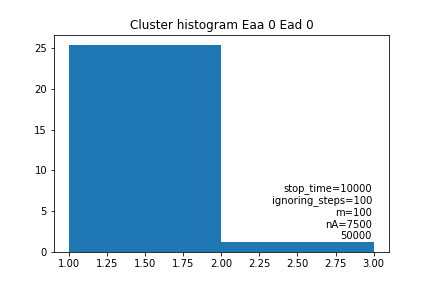 Cluster histogram Eaa 0 Ead 0
25
20
15
10
5
0
stop_time=10000
ignoring_steps=100
m=100
nA=7500
50000
1.00 1.25 1.50 1.75 2.00 2.25 2.50 2.75 3.00